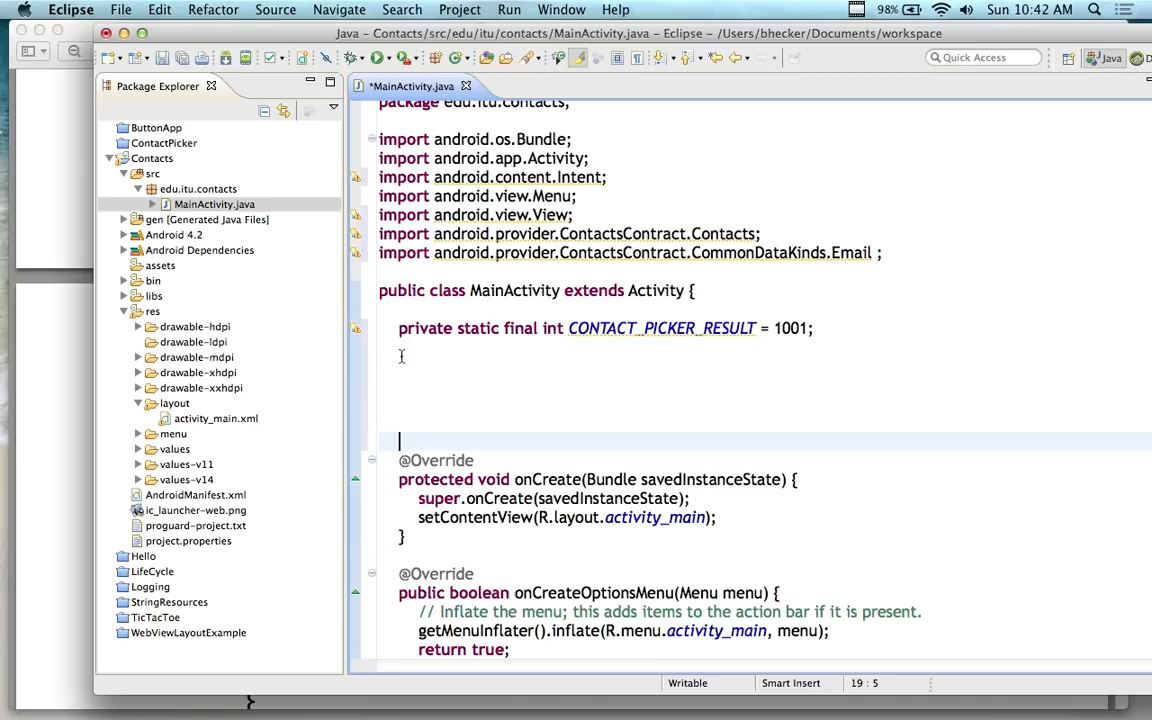 Eclipse File Edit Refactor Source Navigate Search Project Run Window Help 98% Sun 10:42 AM
Java – Contacts/src/edu/itu/contacts/MainActivity.java – Eclipse – /Users/bhecker/Documents/workspace
Quick Access
Java
Package Explorer
*MainActivity.java
ButtonApp
ContactPicker
Contacts
src
edu.itu.contacts
MainActivity.java
gen [Generated Java Files]
Android 4.2
Android Dependencies
assets
bin
libs
res
drawable-hdpi
drawable-ldpi
drawable-mdpi
drawable-xhdpi
drawable-xxhdpi
layout
activity_main.xml
menu
values
values-v11
values-v14
AndroidManifest.xml
ic_launcher-web.png
proguard-project.txt
project.properties
Hello
LifeCycle
Logging
StringResources
TicTacToe
WebViewLayoutExample
package edu.itu.contacts;
import android.os.Bundle;
import android.app.Activity;
import android.content.Intent;
import android.view.Menu;
import android.view.View;
import android.provider.ContactsContract.Contacts;
import android.provider.ContactsContract.CommonDataKinds.Email ;
public class MainActivity extends Activity {
private static final int CONTACT_PICKER_RESULT = 1001;
@Override
protected void onCreate(Bundle savedInstanceState) {
super.onCreate(savedInstanceState);
setContentView(R.layout.activity_main);
}
@Override
public boolean onCreateOptionsMenu(Menu menu) {
// Inflate the menu; this adds items to the action bar if it is present.
getMenuInflater().inflate(R.menu.activity_main, menu);
return true;
Writable Smart Insert 19 : 5
}